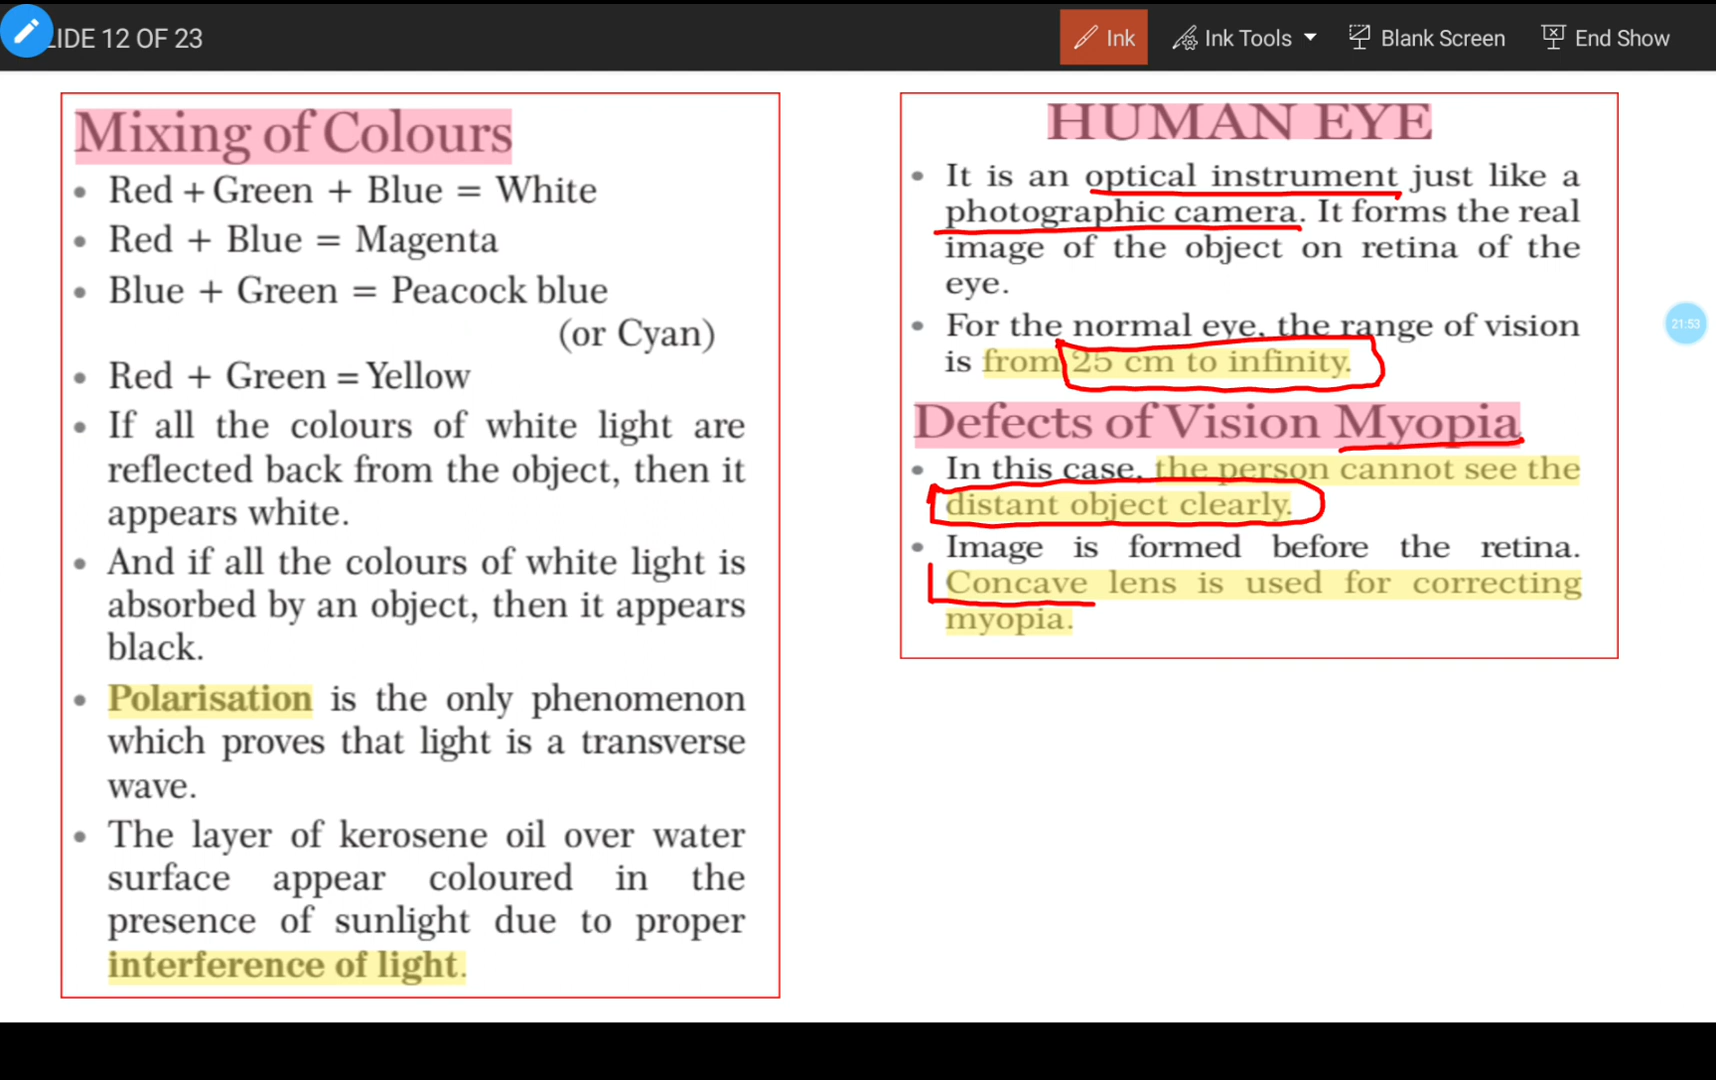 LIDE 12 OF 23
Ink
Ink Tools
Blank Screen
End Show
Mixing of Colours
• Red + Green + Blue = White
• Red + Blue = Magenta
• Blue + Green = Peacock blue
(or Cyan)
• Red + Green = Yellow
• If all the colours of white light are
reflected back from the object, then it
appears white.
• And if all the colours of white light is
absorbed by an object, then it appears
black.
• Polarisation is the only phenomenon
which proves that light is a transverse
wave.
• The layer of kerosene oil over water
surface appear coloured in the
presence of sunlight due to proper
interference of light.
HUMAN EYE
• It is an optical instrument just like a
photographic camera. It forms the real
image of the object on retina of the
eye.
• For the normal eye, the range of vision
is from 25 cm to infinity.
Defects of Vision Myopia
• In this case, the person cannot see the
distant object clearly.
• Image is formed before the retina.
Concave lens is used for correcting
myopia.
21:53